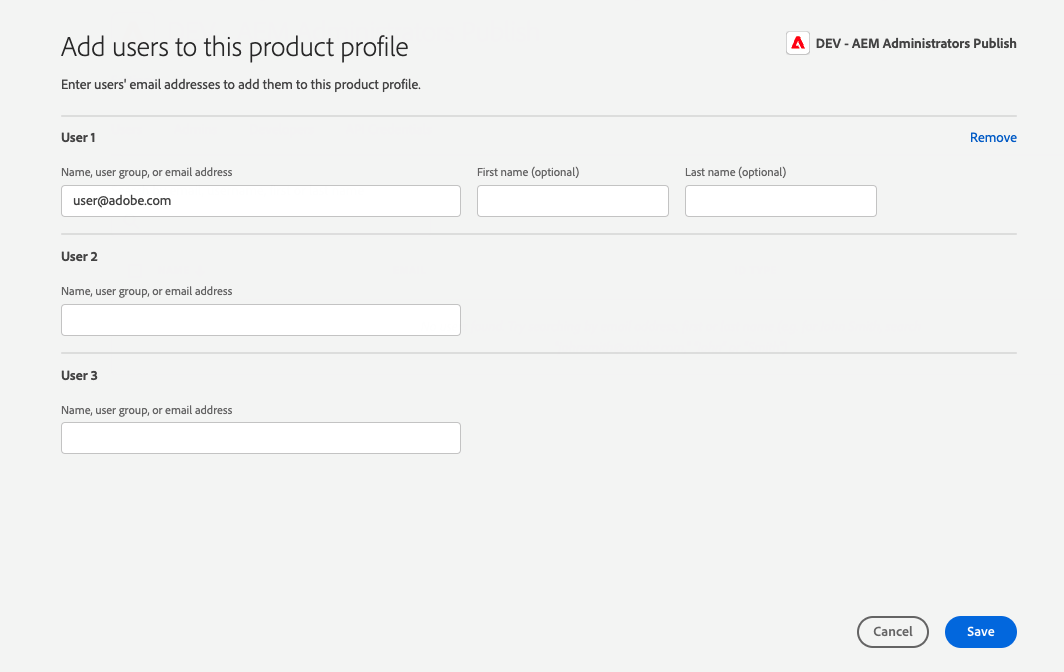 Add users to this product profile
DEV - AEM Administrators Publish
Enter users' email addresses to add them to this product profile.
User 1
Remove
Name, user group, or email address
First name (optional)
Last name (optional)
user@adobe.com
User 2
Name, user group, or email address
User 3
Name, user group, or email address
Cancel
Save